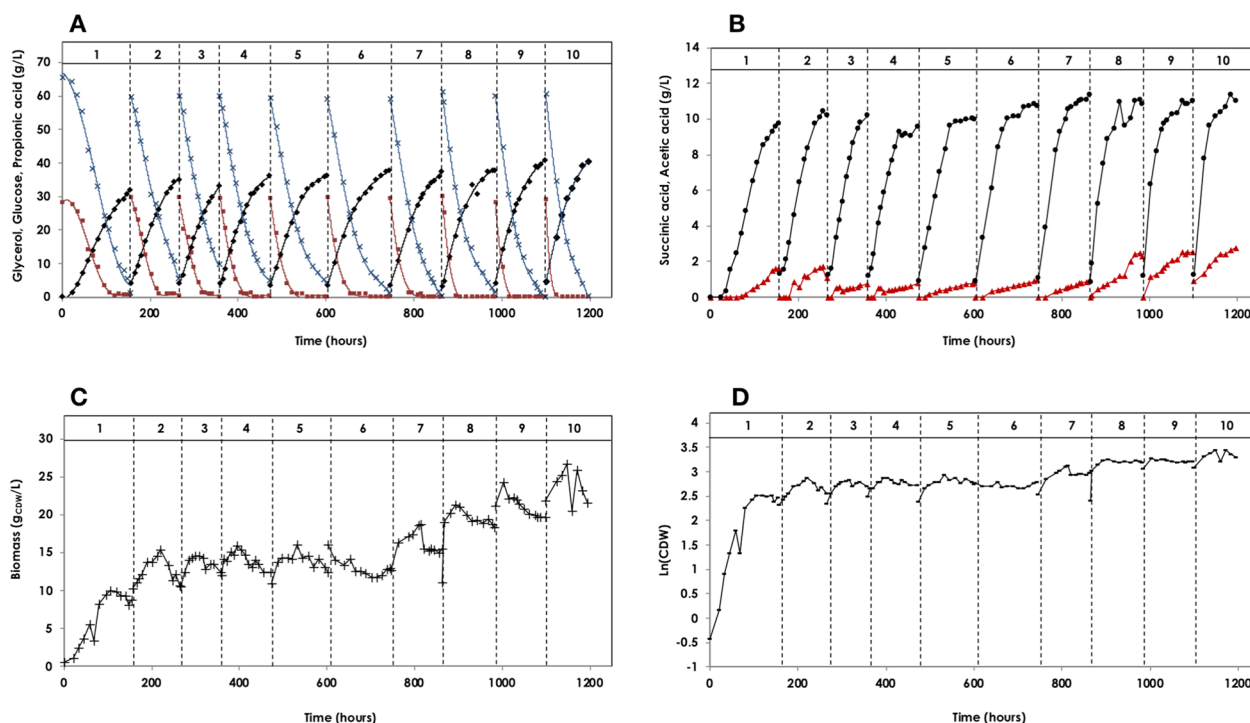 A
1 2 3 4 5 6 7 8 9 10
Glycerol, Glucose, Propionic acid (g/L)
70
60
50
40
30
20
10
0
0 200 400 600 800 1000 1200
Time (hours)
B
1 2 3 4 5 6 7 8 9 10
Succinic acid, Acetic acid (g/L)
14
12
10
8
6
4
2
0
0 200 400 600 800 1000 1200
Time (hours)
C
1 2 3 4 5 6 7 8 9 10
Biomass (gCDW/L)
30
25
20
15
10
5
0
0 200 400 600 800 1000 1200
Time (hours)
D
1 2 3 4 5 6 7 8 9 10
Ln(CDW)
4
3.5
3
2.5
2
1.5
1
0.5
0
-0.5
-1
0 200 400 600 800 1000 1200
Time (hours)